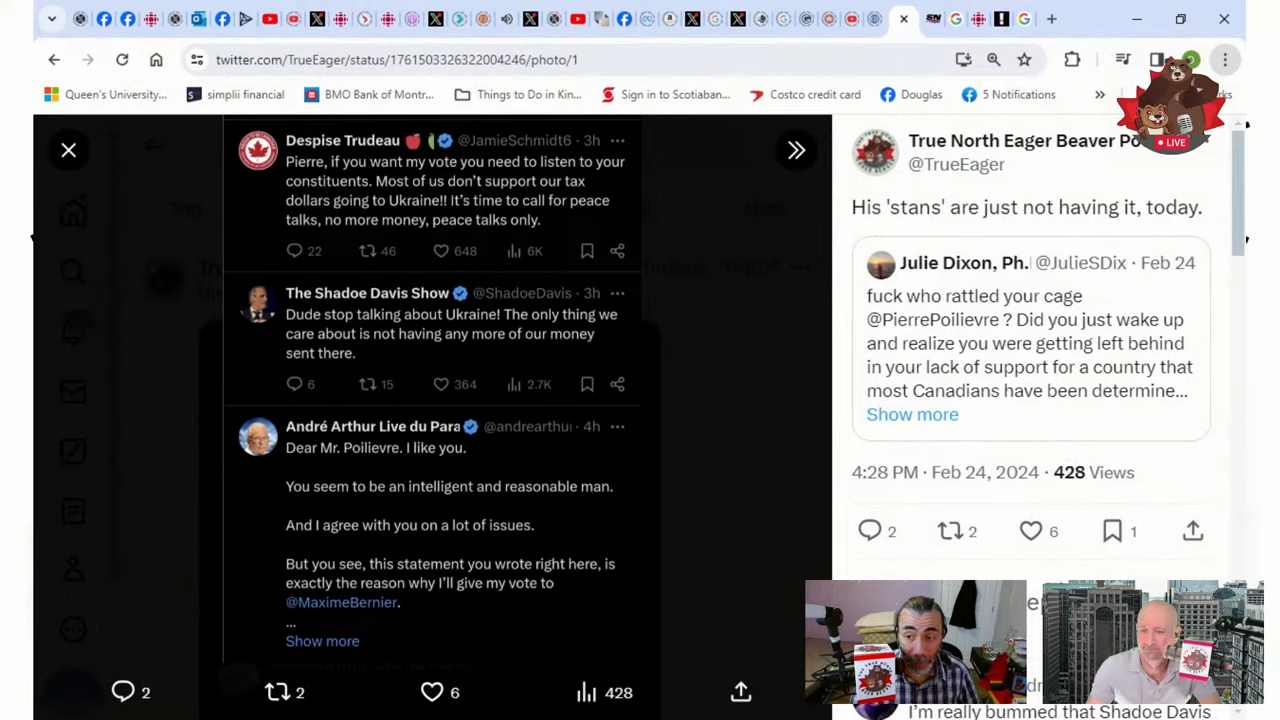 twitter.com/TrueEager/status/1761503326322004246/photo/1
Queen's University... simplii financial BMO Bank of Montr... Things to Do in Kin... Sign in to Scotiaban... Costco credit card Douglas 5 Notifications »
LIVE
Despise Trudeau @JamieSchmidt6 · 3h ...
Pierre, if you want my vote you need to listen to your
constituents. Most of us don't support our tax
dollars going to Ukraine!! It's time to call for peace
talks, no more money, peace talks only.
22 46 648 6K
The Shadoe Davis Show @ShadoeDavis · 3h ...
Dude stop talking about Ukraine! The only thing we
care about is not having any more of our money
sent there.
6 15 364 2.7K
André Arthur Live du Para @andrearthu · 4h ...
Dear Mr. Poilievre. I like you.
You seem to be an intelligent and reasonable man.
And I agree with you on a lot of issues.
But you see, this statement you wrote right here, is
exactly the reason why I'll give my vote to
@MaximeBernier.
...
Show more
2 2 6 428
True North Eager Beaver Po
@TrueEager
His 'stans' are just not having it, today.
Julie Dixon, Ph. @JulieSDix · Feb 24
fuck who rattled your cage
@PierrePoilievre ? Did you just wake up
and realize you were getting left behind
in your lack of support for a country that
most Canadians have been determine...
Show more
4:28 PM · Feb 24, 2024 · 428 Views
2 2 6 1
I'm really bummed that Shadoe Davis